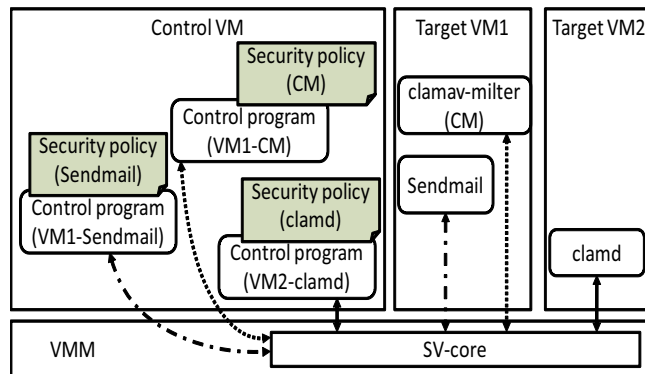 Control VM
Security policy
(CM)
Control program
(VM1-CM)
Security policy
(Sendmail)
Control program
(VM1-Sendmail)
Security policy
(clamd)
Control program
(VM2-clamd)
Target VM1
clamav-milter
(CM)
Sendmail
Target VM2
clamd
VMM
SV-core